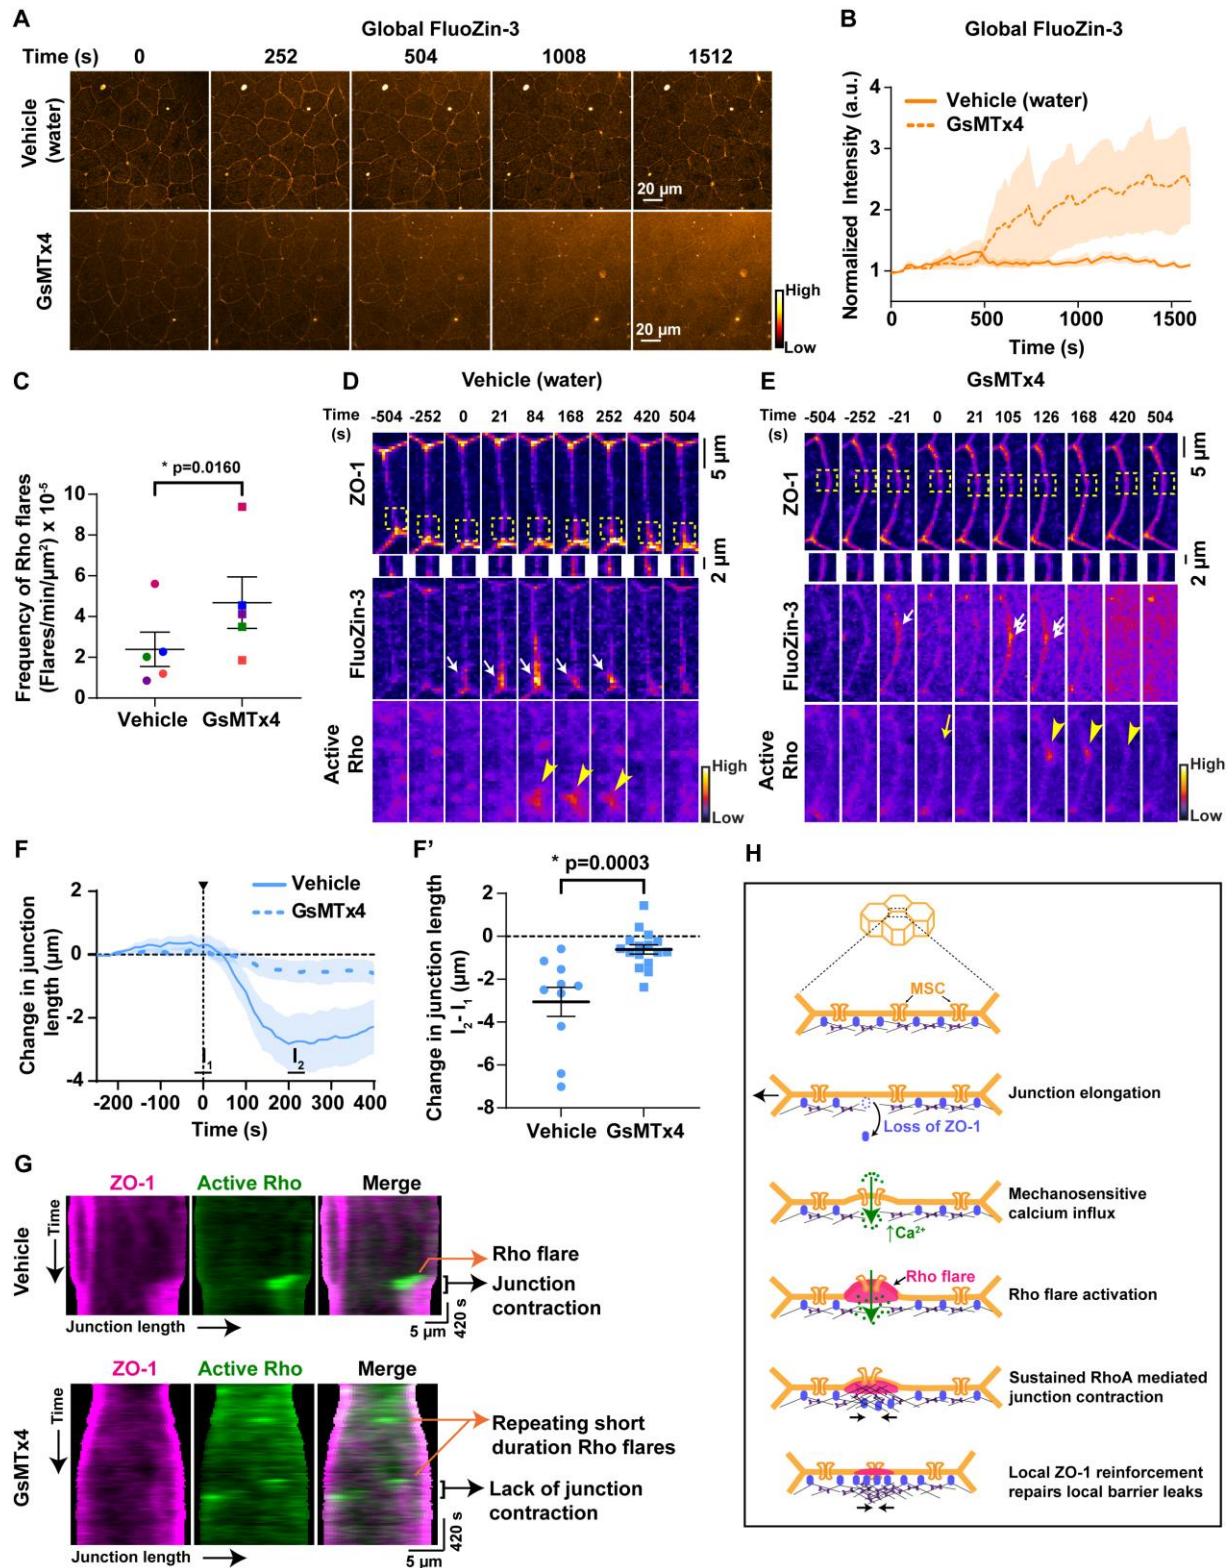 A
Global FluoZin-3
Time (s) 0 252 504 1008 1512
Vehicle
(water)
20 µm
GsMTx4
20 µm
High
Low
B
Global FluoZin-3
Normalized Intensity (a.u.)
4
3
2
1
Vehicle (water)
GsMTx4
0 500 1000 1500
Time (s)
C
* p=0.0160
Frequency of Rho flares
(Flares/min/µm²) x 10⁻⁵
10
8
6
4
2
0
Vehicle GsMTx4
D
Vehicle (water)
Time
(s)
-504 -252 0 21 84 168 252 420 504
ZO-1
5 µm
2 µm
FluoZin-3
Active
Rho
High
Low
E
GsMTx4
Time
(s)
-504 -252 -21 0 21 105 126 168 420 504
ZO-1
5 µm
2 µm
FluoZin-3
Active
Rho
High
Low
F
Change in junction
length (µm)
2
0
-2
-4
Vehicle
GsMTx4
I₁ I₂
-200 -100 0 100 200 300 400
Time (s)
F’
* p=0.0003
Change in junction length
I₂- I₁ (µm)
2
0
-2
-4
-6
-8
Vehicle GsMTx4
G
ZO-1 Active Rho Merge
Time
Vehicle
Rho flare
Junction
contraction
420 s
5 µm
Junction length
ZO-1 Active Rho Merge
Time
GsMTx4
Repeating short
duration Rho flares
Lack of junction
contraction
420 s
5 µm
Junction length
H
MSC
Junction elongation
Loss of ZO-1
Mechanosensitive
calcium influx
↑Ca²⁺
Rho flare
Rho flare activation
Sustained RhoA mediated
junction contraction
Local ZO-1 reinforcement
repairs local barrier leaks